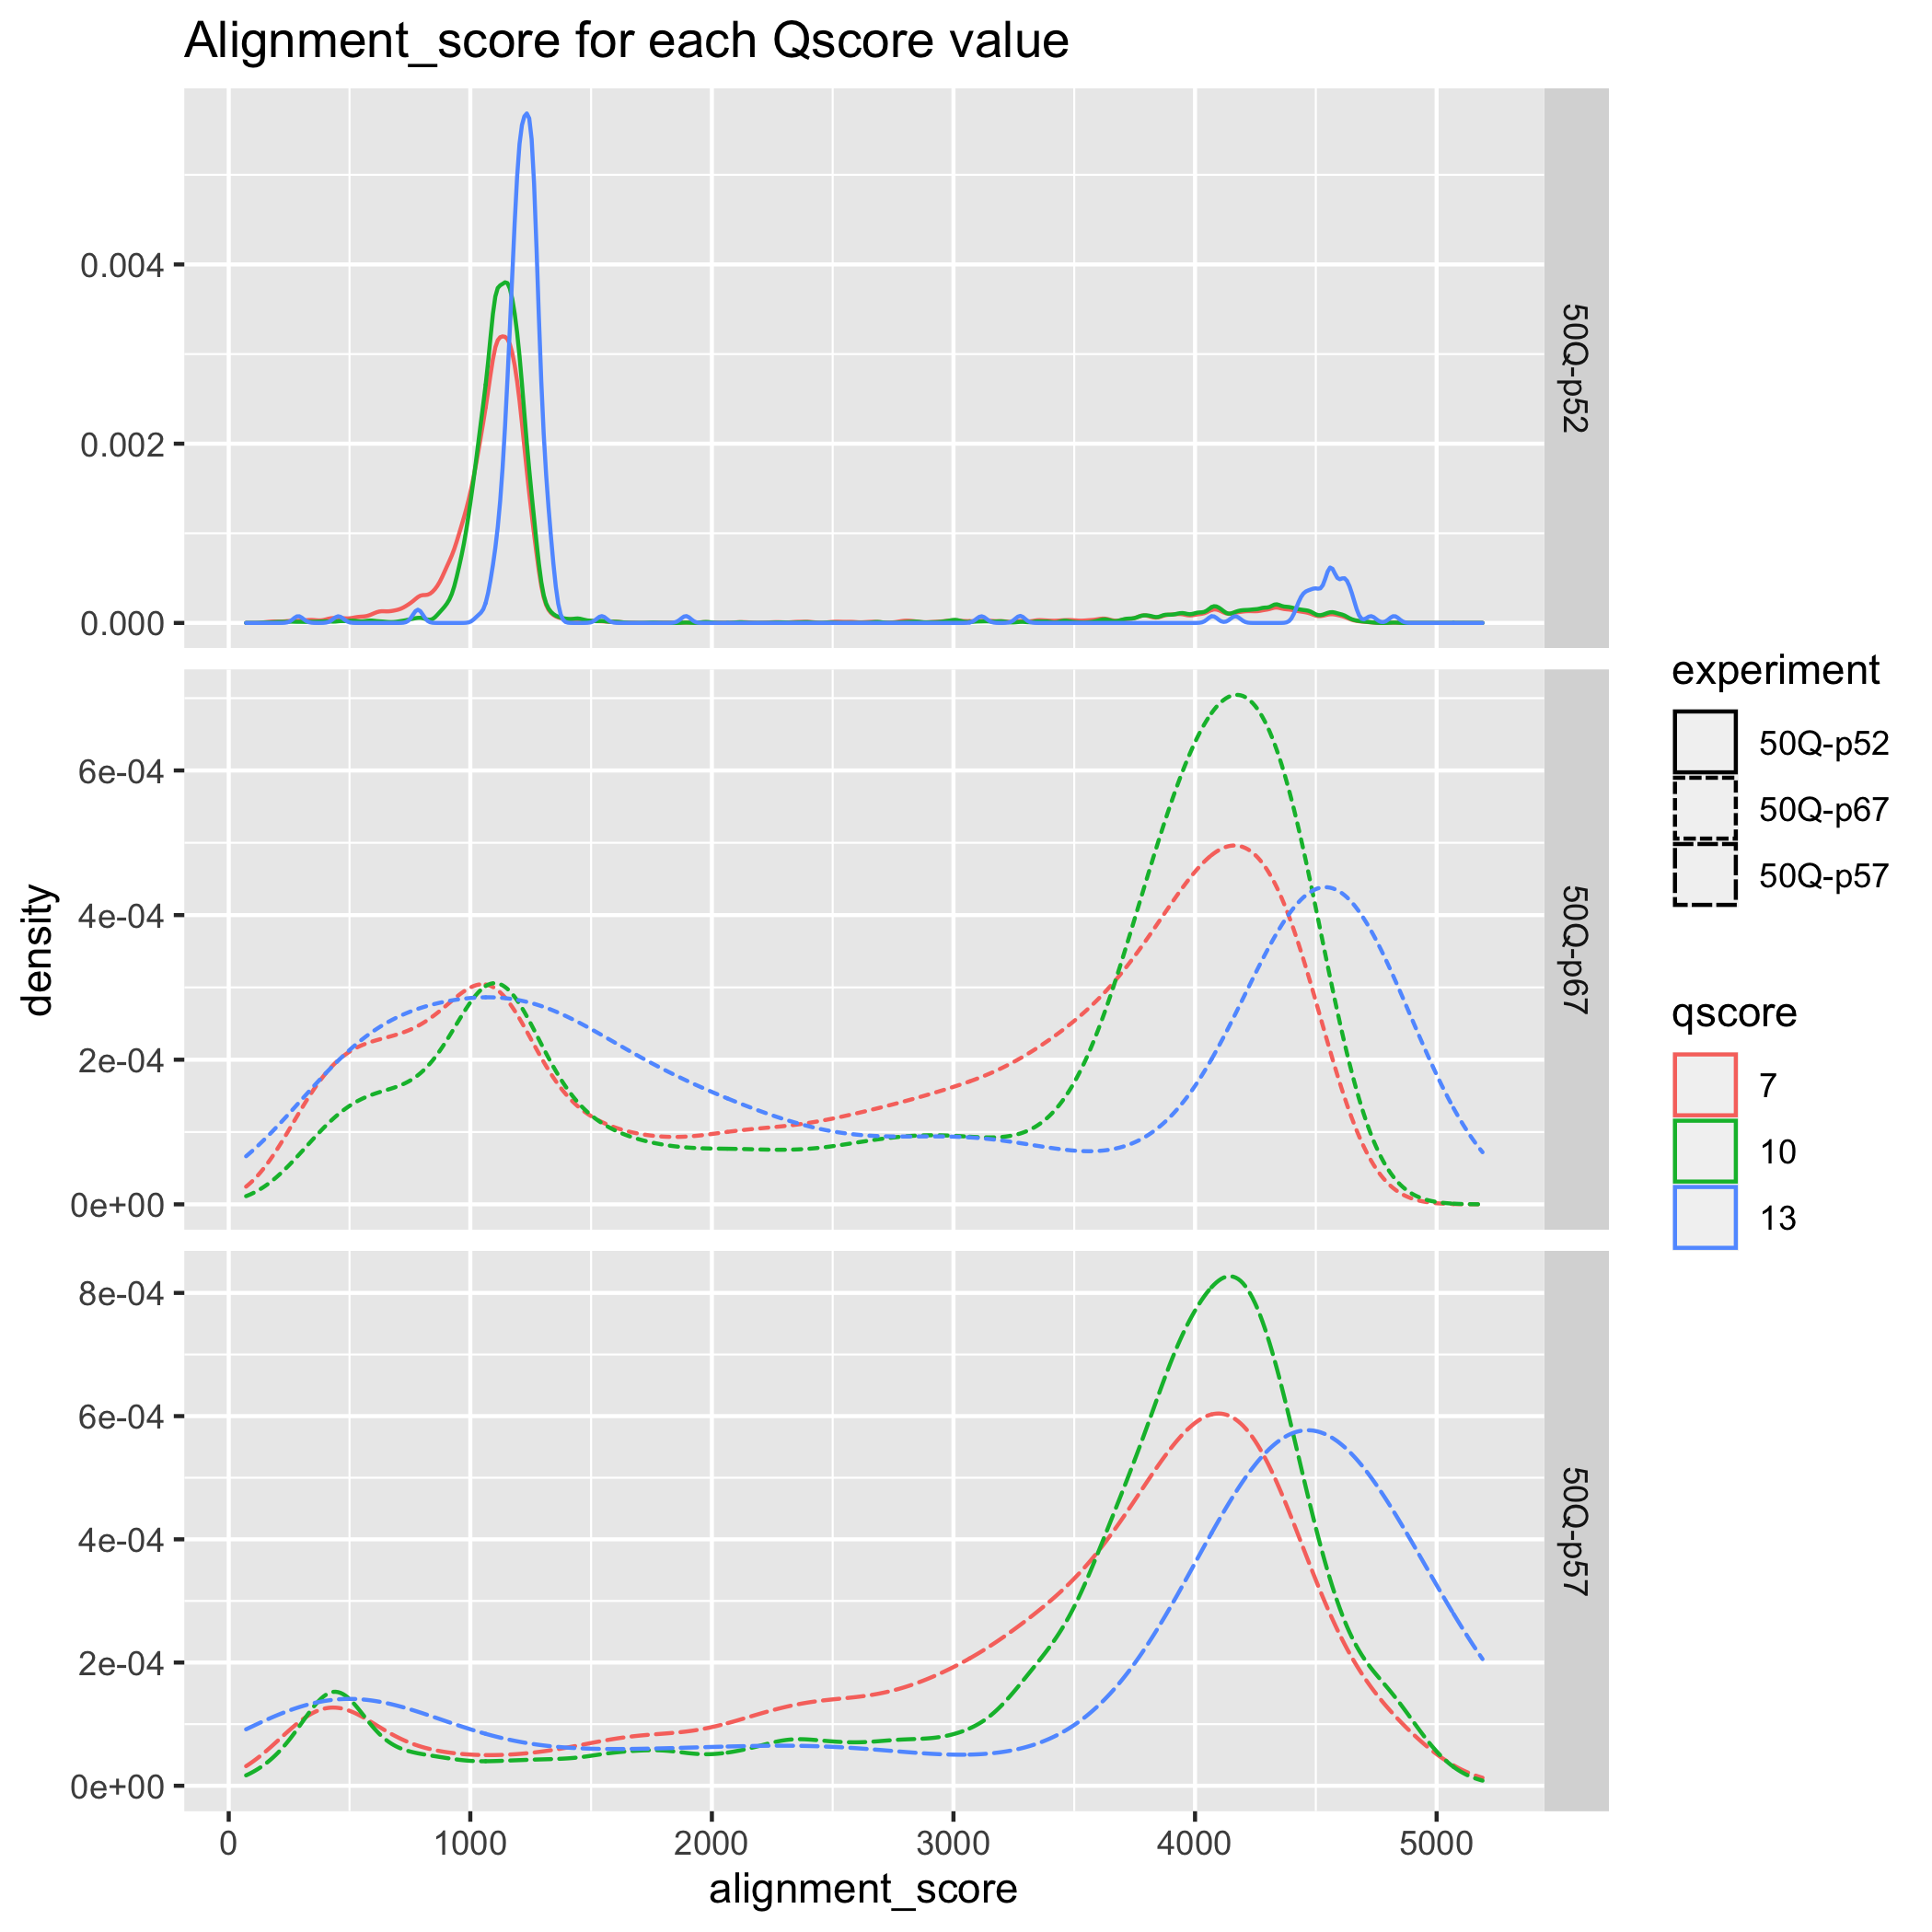 Alignment_score for each Qscore value
density
0.004
0.002
0.000
50Q-p52
6e-04
4e-04
2e-04
0e+00
50Q-p67
8e-04
6e-04
4e-04
2e-04
0e+00
50Q-p57
0 1000 2000 3000 4000 5000
alignment_score
experiment
50Q-p52
50Q-p67
50Q-p57
qscore
7
10
13